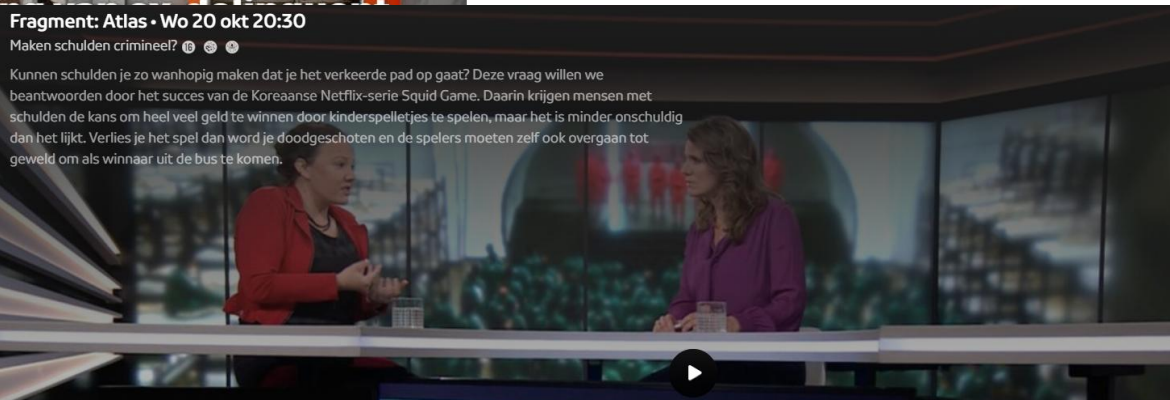 Fragment: Atlas • Wo 20 okt 20:30
Maken schulden crimineel? 16
Kunnen schulden je zo wanhopig maken dat je het verkeerde pad op gaat? Deze vraag willen we
beantwoorden door het succes van de Koreaanse Netflix-serie Squid Game. Daarin krijgen mensen met
schulden de kans om heel veel geld te winnen door kinderspelletjes te spelen, maar het is minder onschuldig
dan het lijkt. Verlies je het spel dan word je doodgeschoten en de spelers moeten zelf ook overgaan tot
geweld om als winnaar uit de bus te komen.